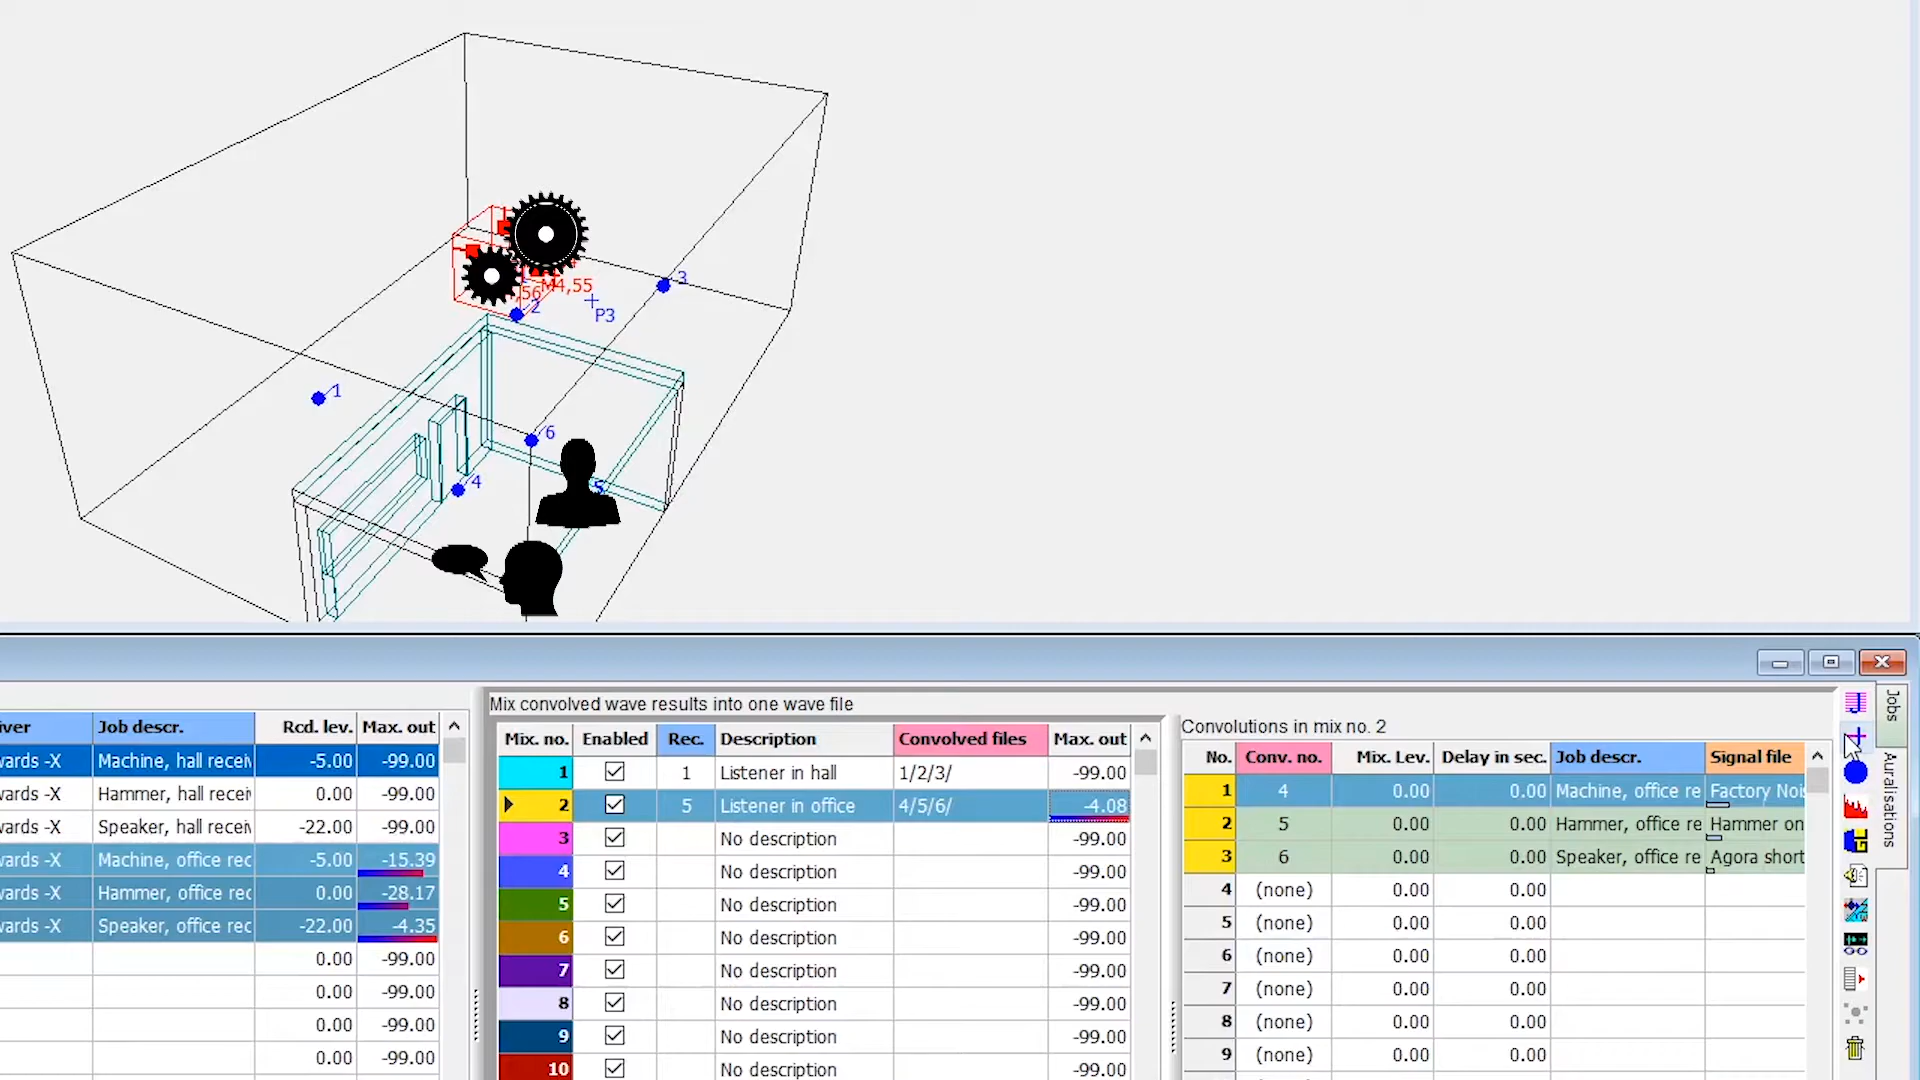 3
,56
M4,55
2
P3
1
6
4
5
Mix convolved wave results into one wave file
Convolutions in mix no. 2
iver Job descr. Rcd. lev. Max. out
wards -X Machine, hall receiv -5.00 -99.00
wards -X Hammer, hall recei 0.00 -99.00
wards -X Speaker, hall receiv -22.00 -99.00
wards -X Machine, office rec -5.00 -15.39
wards -X Hammer, office rec 0.00 -28.17
wards -X Speaker, office rec -22.00 -4.35
0.00 -99.00
0.00 -99.00
0.00 -99.00
0.00 -99.00
Mix. no. Enabled Rec. Description Convolved files Max. out
1 1 Listener in hall 1/2/3/ -99.00
2 5 Listener in office 4/5/6/ -4.08
3 No description -99.00
4 No description -99.00
5 No description -99.00
6 No description -99.00
7 No description -99.00
8 No description -99.00
9 No description -99.00
10 No description -99.00
No. Conv. no. Mix. Lev. Delay in sec. Job descr. Signal file
1 4 0.00 0.00 Machine, office re Factory Noi
2 5 0.00 0.00 Hammer, office re Hammer on
3 6 0.00 0.00 Speaker, office re Agora short
4 (none) 0.00 0.00
5 (none) 0.00 0.00
6 (none) 0.00 0.00
7 (none) 0.00 0.00
8 (none) 0.00 0.00
9 (none) 0.00 0.00
Jobs
Auralisations